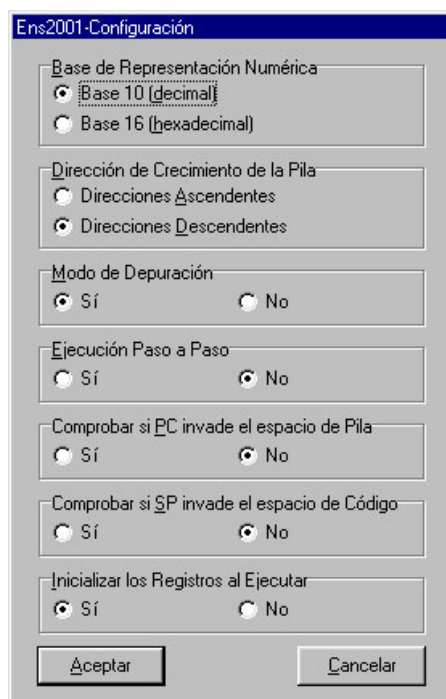 Ens2001-Configuración
Base de Representación Numérica
Base 10 (decimal)
Base 16 (hexadecimal)
Dirección de Crecimiento de la Pila
Direcciones Ascendentes
Direcciones Descendentes
Modo de Depuración
Sí No
Ejecución Paso a Paso
Sí No
Comprobar si PC invade el espacio de Pila
Sí No
Comprobar si SP invade el espacio de Código
Sí No
Inicializar los Registros al Ejecutar
Sí No
Aceptar Cancelar